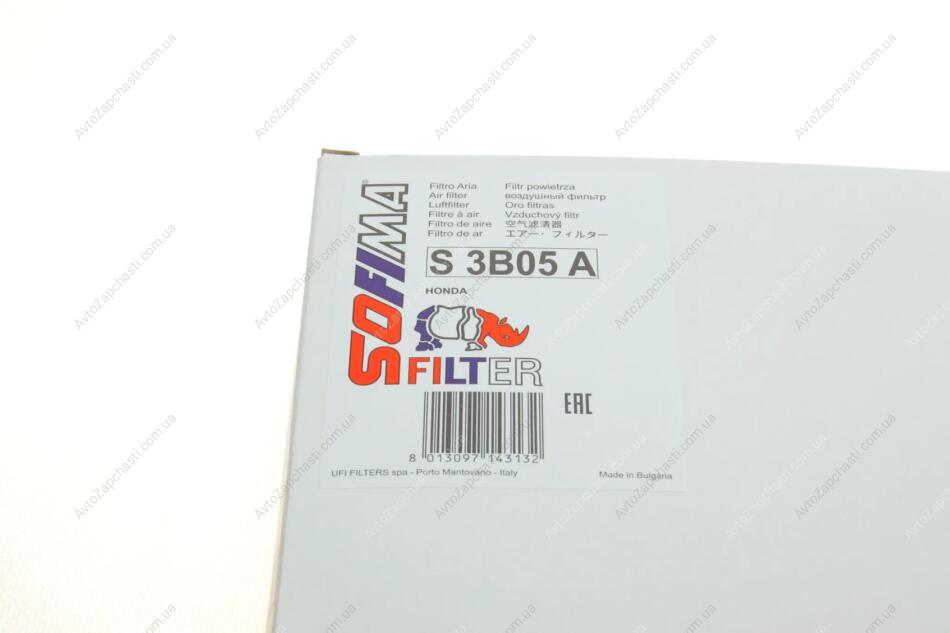 SOFIMA®
Filtro Aria
Air filter
Luftfilter
Filtre à air
Filtro de aire
Filtro de ar
Filtr powietrza
воздушный фильтр
Oro filtras
Vzduchový filtr
空气滤清器
エアー・フィルター
S 3B05 A
HONDA
FILTER
EAC
8 013097 143132
UFI FILTERS spa - Porto Mantovano - Italy
Made in Bulgaria
AvtoZapchasti.com.ua